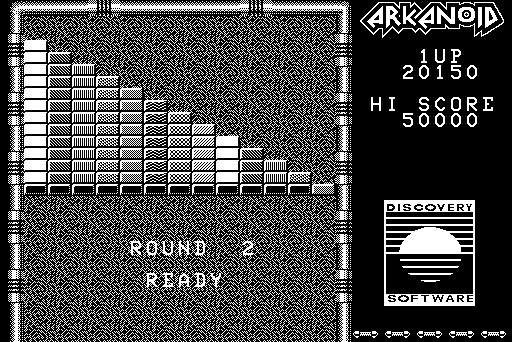 ARKANOID
1UP
20150
HI SCORE
50000
ROUND 2
READY
DISCOVERY
SOFTWARE